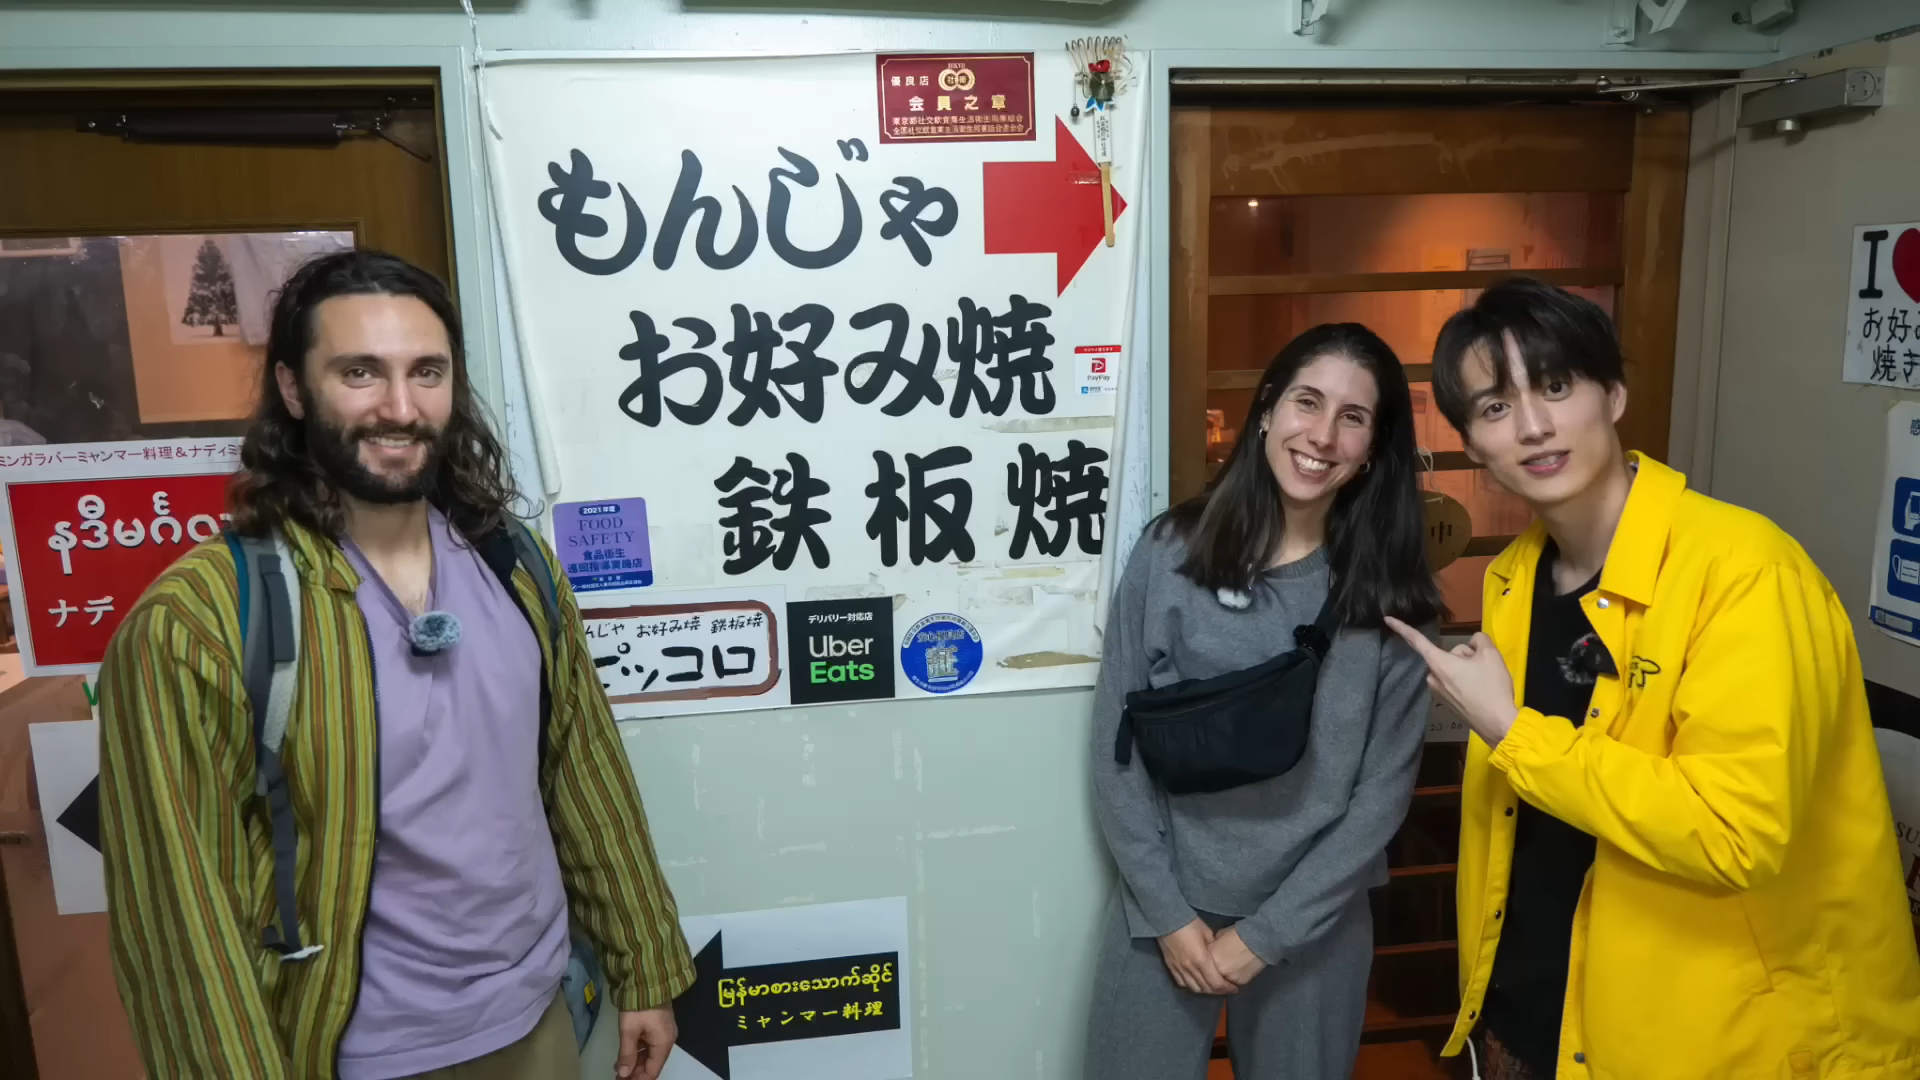 優良店
会員之章
東京都社交飲食業生活衛生同業組合
もんじゃ
お好み焼
鉄板焼
PayPay
2021年度
FOOD
SAFETY
食品衛生
巡回指導実施店
んじゃ お好み焼 鉄板焼
ピッコロ
デリバリー対応店
Uber
Eats
ミンガラバーミャンマー料理&ナディミ
နဒီမင်္ဂ
ナデ
မြန်မာစားသောက်ဆိုင်
ミャンマー料理
I
お好み
焼き